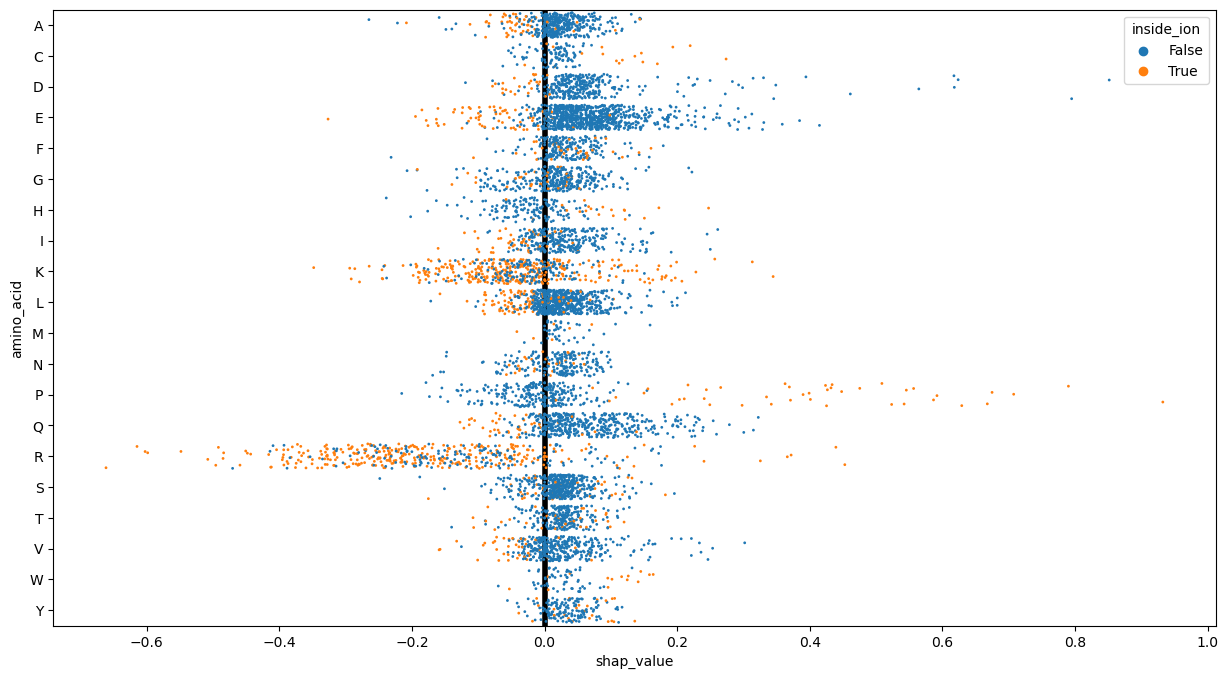 inside_ion
False
True
amino_acid
A
C
D
E
F
G
H
I
K
L
M
N
P
Q
R
S
T
V
W
Y
−0.6 −0.4 −0.2 0.0 0.2 0.4 0.6 0.8 1.0
shap_value